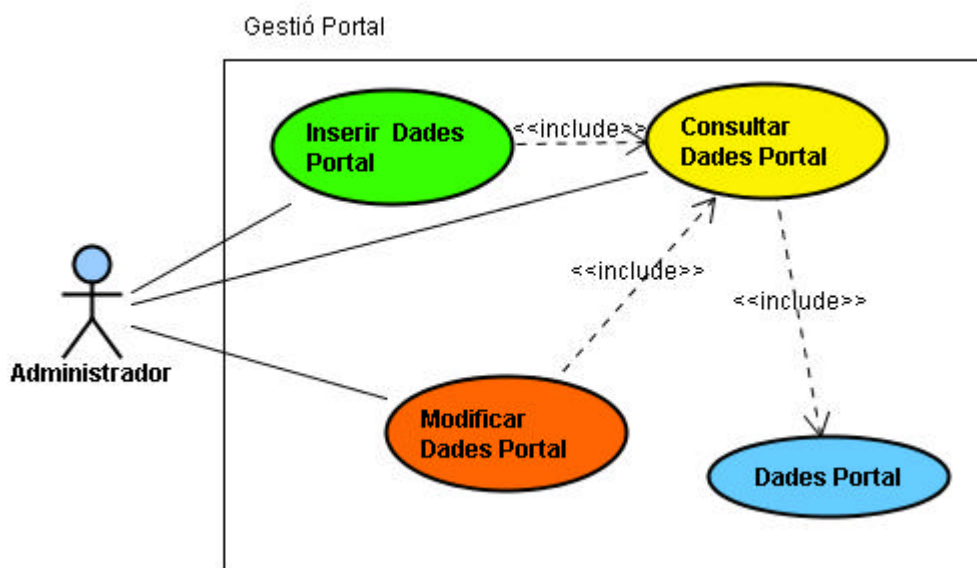 Gestió Portal
Inserir Dades
Portal
<<include>>
Consultar
Dades Portal
<<include>>
<<include>>
Administrador
Modificar
Dades Portal
Dades Portal